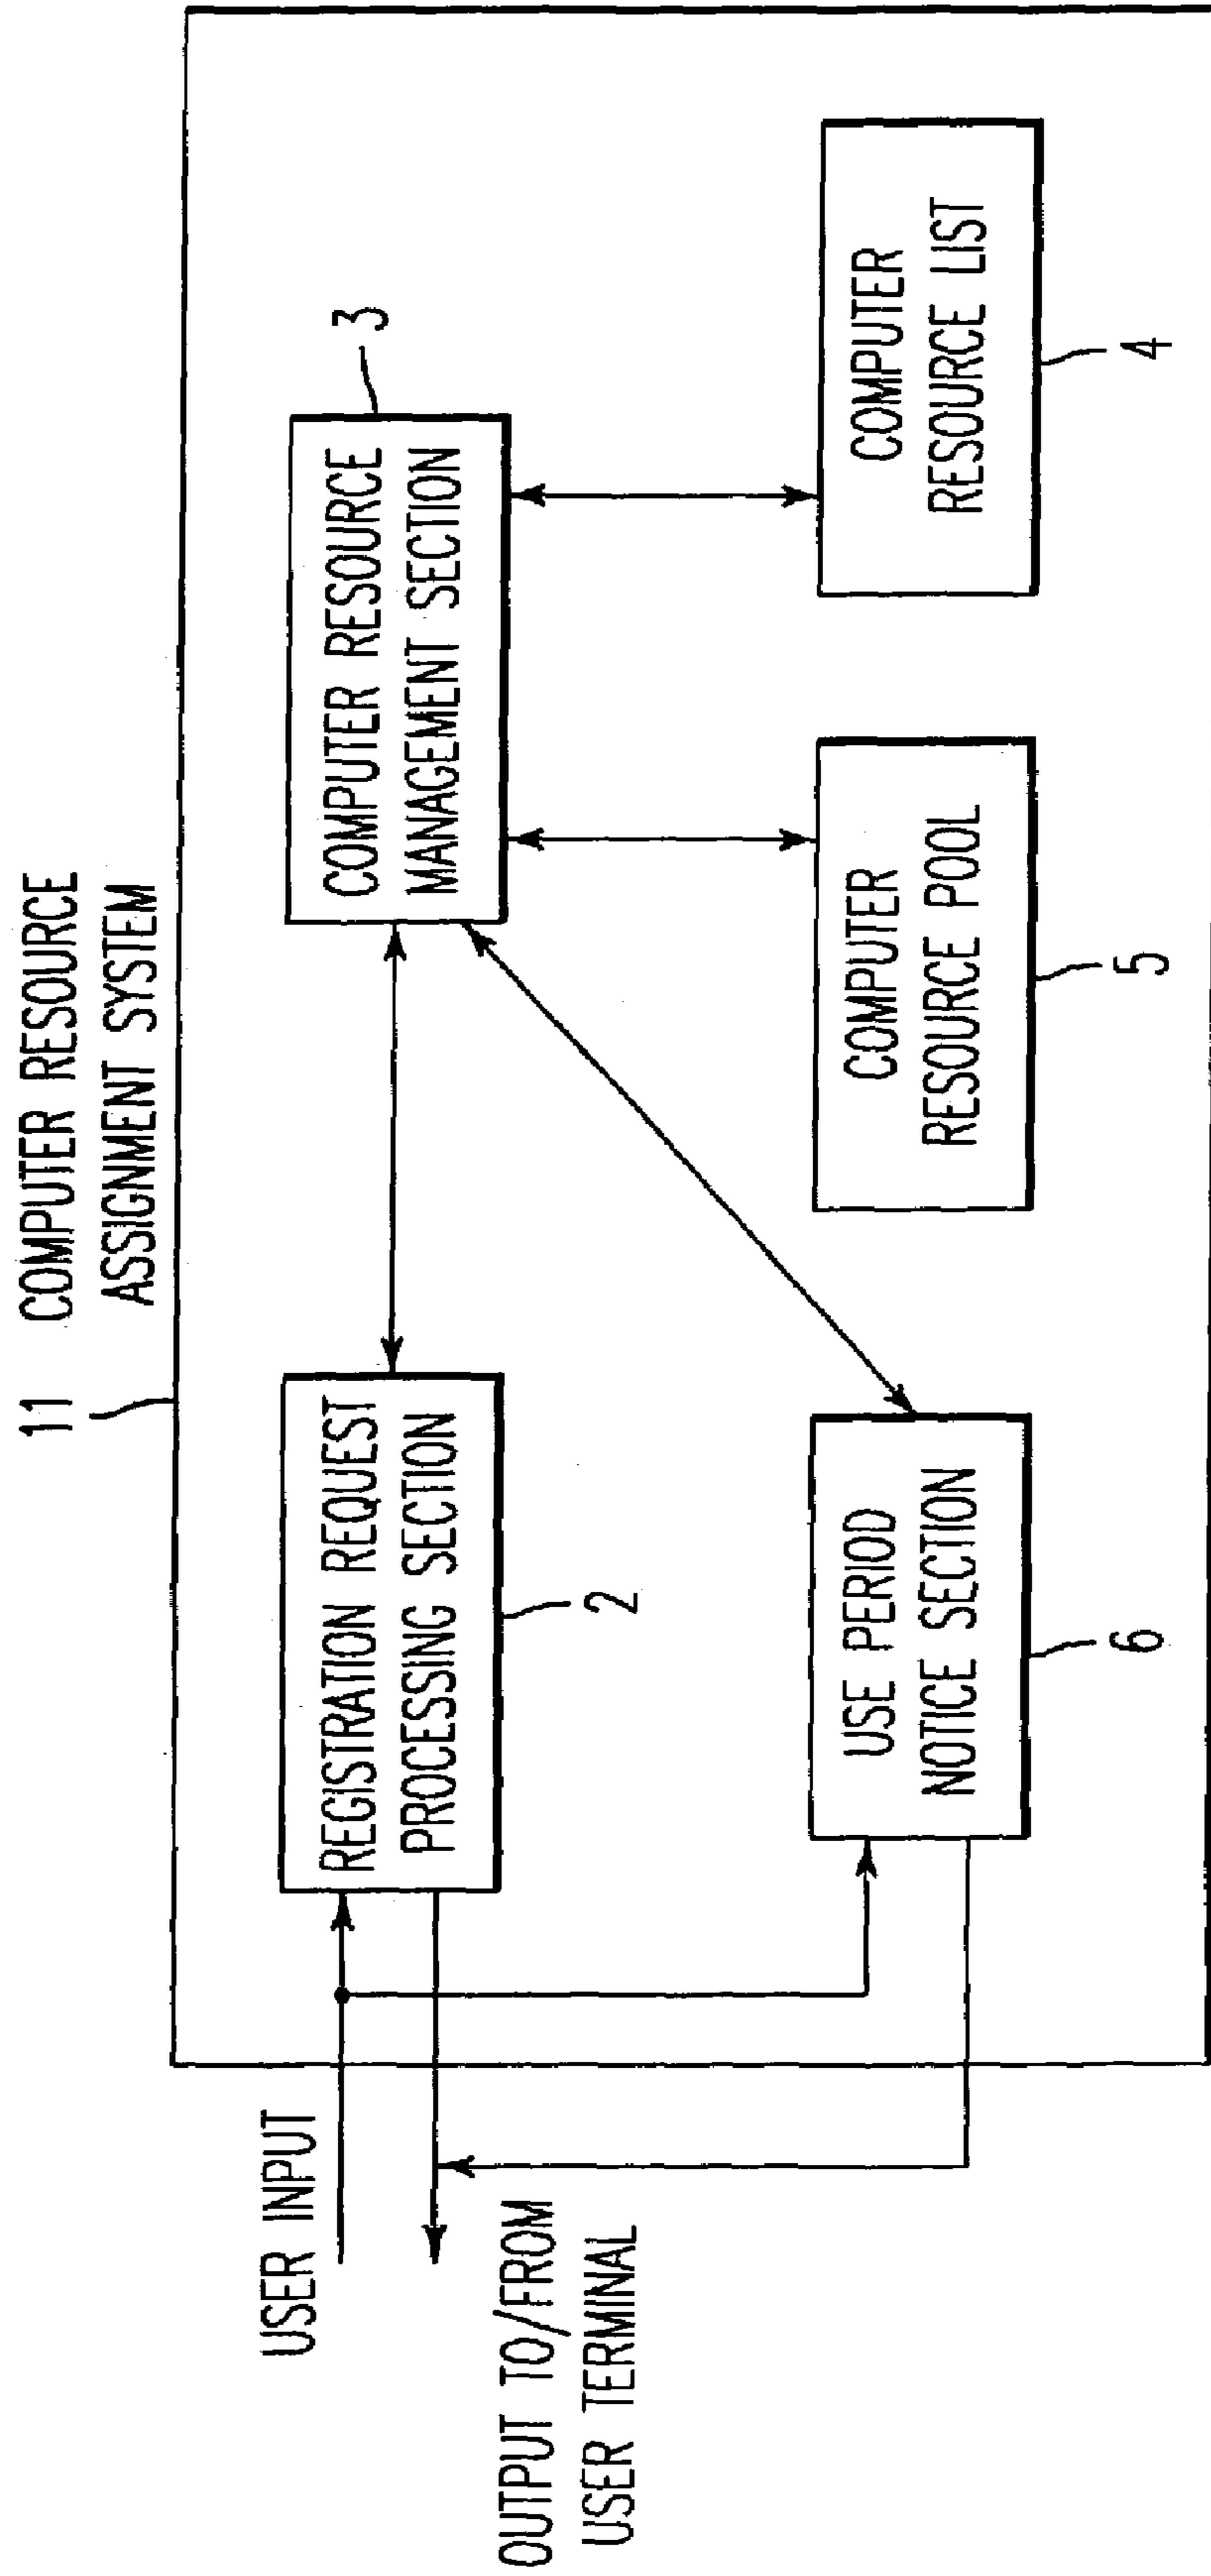 11 COMPUTER RESOURCE
ASSIGNMENT SYSTEM
USER INPUT
OUTPUT TO/FROM
USER TERMINAL
REGISTRATION REQUEST
PROCESSING SECTION
2
COMPUTER RESOURCE
MANAGEMENT SECTION
3
USE PERIOD
NOTICE SECTION
6
COMPUTER
RESOURCE POOL
5
COMPUTER
RESOURCE LIST
4